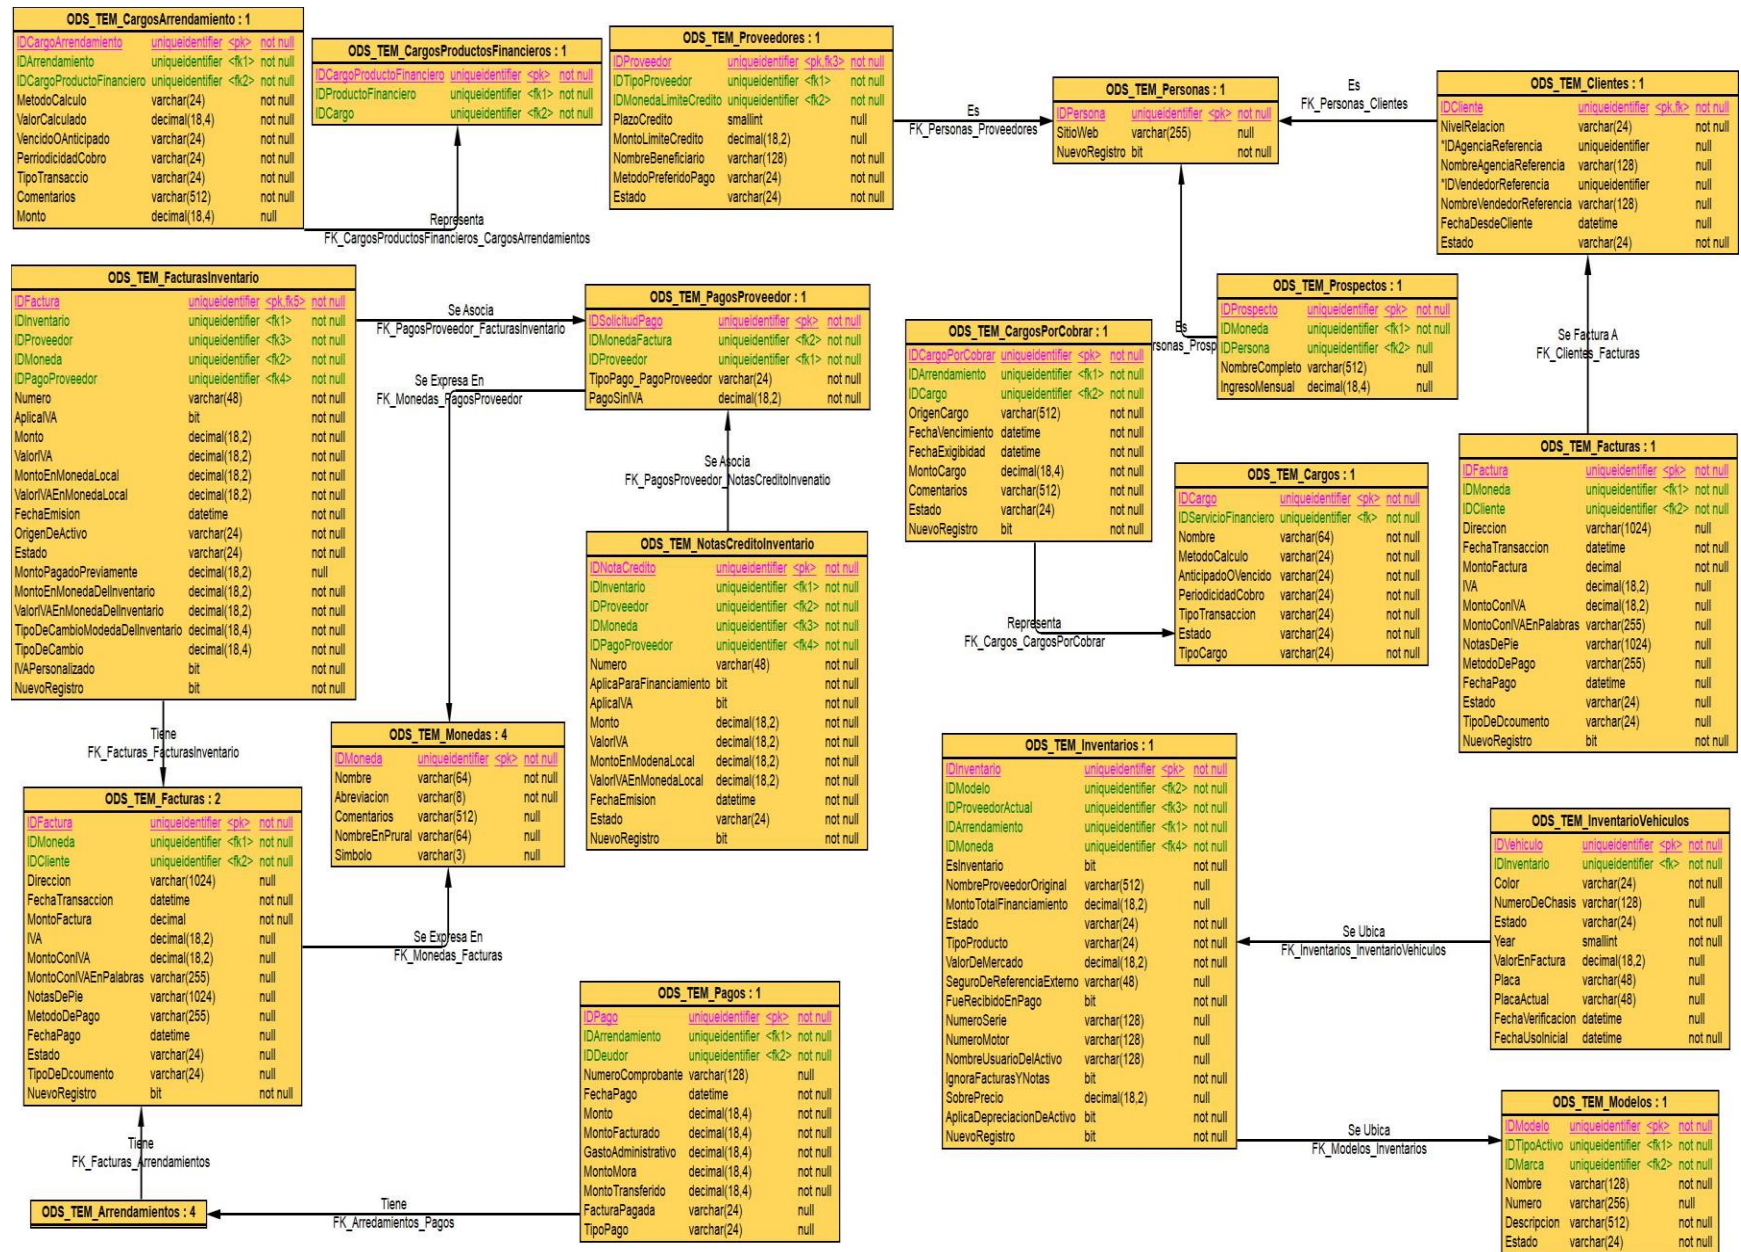 ODS_TEM_CargosArrendamiento : 1
IDCargoArrendamiento uniqueidentifier <pk> not null
IDArrendamiento uniqueidentifier <fk1> not null
IDCargoProductoFinanciero uniqueidentifier <fk2> not null
MetodoCalculo varchar(24) not null
ValorCalculado decimal(18,4) not null
VencidoOAnticipado varchar(24) not null
PerriodicidadCobro varchar(24) not null
TipoTransaccio varchar(24) not null
Comentarios varchar(512) not null
Monto decimal(18,4) null
ODS_TEM_CargosProductosFinancieros : 1
IDCargoProductoFinanciero uniqueidentifier <pk> not null
IDProductoFinanciero uniqueidentifier <fk1> not null
IDCargo uniqueidentifier <fk2> not null
Representa
FK_CargosProductosFinancieros_CargosArrendamientos
ODS_TEM_Proveedores : 1
IDProveedor uniqueidentifier <pk,fk3> not null
IDTipoProveedor uniqueidentifier <fk1> not null
IDMonedaLimiteCredito uniqueidentifier <fk2> not null
PlazoCredito smallint null
MontoLimiteCredito decimal(18,2) null
NombreBeneficiario varchar(128) not null
MetodoPreferidoPago varchar(24) not null
Estado varchar(24) not null
Es
FK_Personas_Proveedores
ODS_TEM_Personas : 1
IDPersona uniqueidentifier <pk> not null
SitioWeb varchar(255) null
NuevoRegistro bit not null
Es
FK_Personas_Clientes
ODS_TEM_Clientes : 1
IDCliente uniqueidentifier <pk,fk> not null
NivelRelacion varchar(24) not null
*IDAgenciaReferencia uniqueidentifier null
NombreAgenciaReferencia varchar(128) null
*IDVendedorReferencia uniqueidentifier null
NombreVendedorReferencia varchar(128) null
FechaDesdeCliente datetime null
Estado varchar(24) not null
ODS_TEM_FacturasInventario
IDFactura uniqueidentifier <pk,fk5> not null
IDInventario uniqueidentifier <fk1> not null
IDProveedor uniqueidentifier <fk3> not null
IDMoneda uniqueidentifier <fk2> not null
IDPagoProveedor uniqueidentifier <fk4> not null
Numero varchar(48) not null
AplicaIVA bit not null
Monto decimal(18,2) not null
ValorIVA decimal(18,2) not null
MontoEnMonedaLocal decimal(18,2) not null
ValorIVAEnMonedaLocal decimal(18,2) not null
FechaEmision datetime not null
OrigenDeActivo varchar(24) not null
Estado varchar(24) not null
MontoPagadoPreviamente decimal(18,2) null
MontoEnMonedaDelInventario decimal(18,2) not null
ValorIVAEnMonedaDelInventario decimal(18,2) not null
TipoDeCambioModedaDelInventario decimal(18,4) not null
TipoDeCambio decimal(18,4) not null
IVAPersonalizado bit not null
NuevoRegistro bit not null
Se Asocia
FK_PagosProveedor_FacturasInventario
ODS_TEM_PagosProveedor : 1
IDSolicitudPago uniqueidentifier <pk> not null
IDMonedaFactura uniqueidentifier <fk2> not null
IDProveedor uniqueidentifier <fk1> not null
TipoPago_PagoProveedor varchar(24) not null
PagoSinIVA decimal(18,2) not null
Se Expresa En
FK_Monedas_PagosProveedor
Se Asocia
FK_PagosProveedor_NotasCreditoInvenatio
ODS_TEM_CargosPorCobrar : 1
IDCargoPorCobrar uniqueidentifier <pk> not null
IDArrendamiento uniqueidentifier <fk1> not null
IDCargo uniqueidentifier <fk2> not null
OrigenCargo varchar(512) not null
FechaVencimiento datetime not null
FechaExigibidad datetime not null
MontoCargo decimal(18,4) not null
Comentarios varchar(512) not null
Estado varchar(24) not null
NuevoRegistro bit not null
Es
rsonas_Prosp
ODS_TEM_Prospectos : 1
IDProspecto uniqueidentifier <pk> not null
IDMoneda uniqueidentifier <fk1> not null
IDPersona uniqueidentifier <fk2> null
NombreCompleto varchar(512) null
IngresoMensual decimal(18,4) null
Se Factura A
FK_Clientes_Facturas
ODS_TEM_Facturas : 1
IDFactura uniqueidentifier <pk> not null
IDMoneda uniqueidentifier <fk1> not null
IDCliente uniqueidentifier <fk2> not null
Direccion varchar(1024) null
FechaTransaccion datetime not null
MontoFactura decimal not null
IVA decimal(18,2) null
MontoConIVA decimal(18,2) null
MontoConIVAEnPalabras varchar(255) null
NotasDePie varchar(1024) null
MetodoDePago varchar(255) null
FechaPago datetime null
Estado varchar(24) null
TipoDeDcoumento varchar(24) null
NuevoRegistro bit not null
ODS_TEM_Cargos : 1
IDCargo uniqueidentifier <pk> not null
IDServicioFinanciero uniqueidentifier <fk> not null
Nombre varchar(64) not null
MetodoCalculo varchar(24) not null
AnticipadoOVencido varchar(24) not null
PeriodicidadCobro varchar(24) not null
TipoTransaccion varchar(24) not null
Estado varchar(24) not null
TipoCargo varchar(24) not null
Representa
FK_Cargos_CargosPorCobrar
ODS_TEM_NotasCreditoInventario
IDNotaCredito uniqueidentifier <pk> not null
IDInventario uniqueidentifier <fk1> not null
IDProveedor uniqueidentifier <fk2> not null
IDMoneda uniqueidentifier <fk3> not null
IDPagoProveedor uniqueidentifier <fk4> not null
Numero varchar(48) not null
AplicaParaFinanciamiento bit not null
AplicaIVA bit not null
Monto decimal(18,2) not null
ValorIVA decimal(18,2) not null
MontoEnModenaLocal decimal(18,2) not null
ValorIVAEnMonedaLocal decimal(18,2) not null
FechaEmision datetime not null
Estado varchar(24) not null
NuevoRegistro bit not null
Tiene
FK_Facturas_FacturasInventario
ODS_TEM_Monedas : 4
IDMoneda uniqueidentifier <pk> not null
Nombre varchar(64) not null
Abreviacion varchar(8) not null
Comentarios varchar(512) null
NombreEnPrural varchar(64) null
Simbolo varchar(3) null
ODS_TEM_Facturas : 2
IDFactura uniqueidentifier <pk> not null
IDMoneda uniqueidentifier <fk1> not null
IDCliente uniqueidentifier <fk2> not null
Direccion varchar(1024) null
FechaTransaccion datetime not null
MontoFactura decimal not null
IVA decimal(18,2) null
MontoConIVA decimal(18,2) null
MontoConIVAEnPalabras varchar(255) null
NotasDePie varchar(1024) null
MetodoDePago varchar(255) null
FechaPago datetime null
Estado varchar(24) null
TipoDeDcoumento varchar(24) null
NuevoRegistro bit not null
Se Expresa En
FK_Monedas_Facturas
ODS_TEM_Inventarios : 1
IDInventario uniqueidentifier <pk> not null
IDModelo uniqueidentifier <fk2> not null
IDProveedorActual uniqueidentifier <fk3> not null
IDArrendamiento uniqueidentifier <fk1> not null
IDMoneda uniqueidentifier <fk4> not null
EsInventario bit not null
NombreProveedorOriginal varchar(512) null
MontoTotalFinanciamiento decimal(18,2) null
Estado varchar(24) not null
TipoProducto varchar(24) not null
ValorDeMercado decimal(18,2) not null
SeguroDeReferenciaExterno varchar(48) null
FueRecibidoEnPago bit not null
NumeroSerie varchar(128) null
NumeroMotor varchar(128) null
NombreUsuarioDelActivo varchar(128) null
IgnoraFacturasYNotas bit not null
SobrePrecio decimal(18,2) null
AplicaDepreciacionDeActivo bit not null
NuevoRegistro bit not null
Se Ubica
FK_Inventarios_InventarioVehiculos
ODS_TEM_InventarioVehiculos
IDVehiculo uniqueidentifier <pk> not null
IDInventario uniqueidentifier <fk> not null
Color varchar(24) not null
NumeroDeChasis varchar(128) null
Estado varchar(24) not null
Year smallint not null
ValorEnFactura decimal(18,2) null
Placa varchar(48) null
PlacaActual varchar(48) null
FechaVerificacion datetime null
FechaUsoInicial datetime not null
Se Ubica
FK_Modelos_Inventarios
ODS_TEM_Modelos : 1
IDModelo uniqueidentifier <pk> not null
IDTipoActivo uniqueidentifier <fk1> not null
IDMarca uniqueidentifier <fk2> not null
Nombre varchar(128) not null
Numero varchar(256) null
Descripcion varchar(512) not null
Estado varchar(24) not null
ODS_TEM_Pagos : 1
IDPago uniqueidentifier <pk> not null
IDArrendamiento uniqueidentifier <fk1> not null
IDDeudor uniqueidentifier <fk2> not null
NumeroComprobante varchar(128) null
FechaPago datetime not null
Monto decimal(18,4) not null
MontoFacturado decimal(18,4) not null
GastoAdministrativo decimal(18,4) not null
MontoMora decimal(18,4) not null
MontoTransferido decimal(18,4) not null
FacturaPagada varchar(24) null
TipoPago varchar(24) null
Tiene
FK_Facturas_Arrendamientos
ODS_TEM_Arrendamientos : 4
Tiene
FK_Arredamientos_Pagos